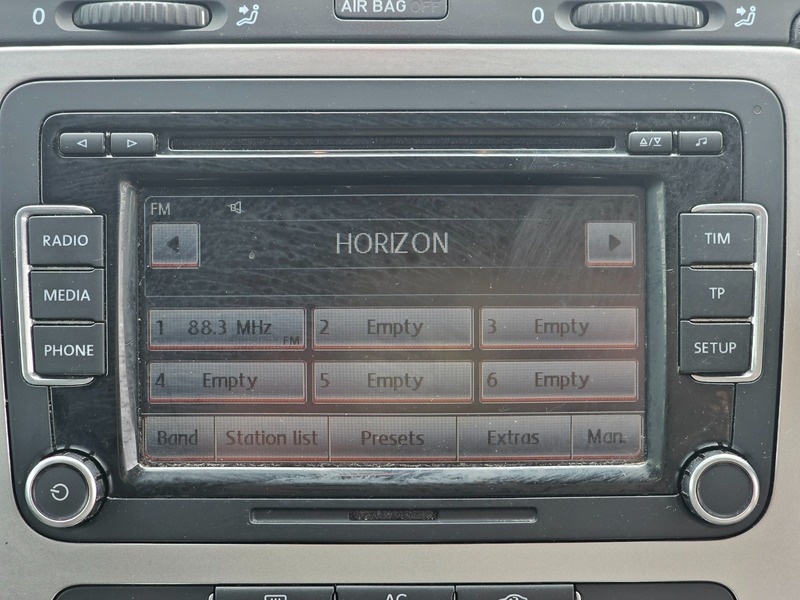 0
AIR BAG OFF
0
FM
RADIO
HORIZON
TIM
MEDIA
TP
PHONE
SETUP
1 88.3 MHz FM
2 Empty
3 Empty
4 Empty
5 Empty
6 Empty
Band
Station list
Presets
Extras
Man.
AC